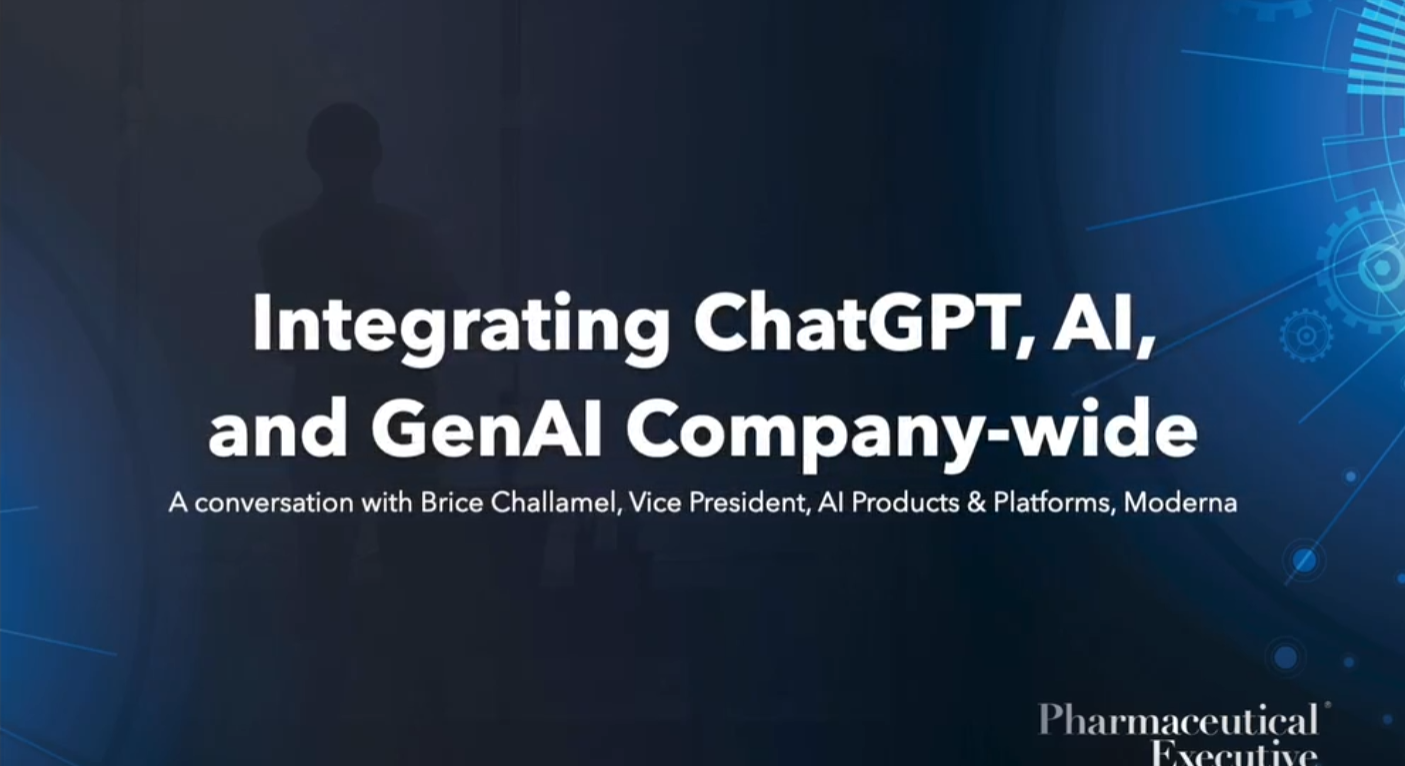 Integrating ChatGPT, AI,
and GenAI Company-wide
A conversation with Brice Challamel, Vice President, AI Products & Platforms, Moderna
Pharmaceutical®
Executive